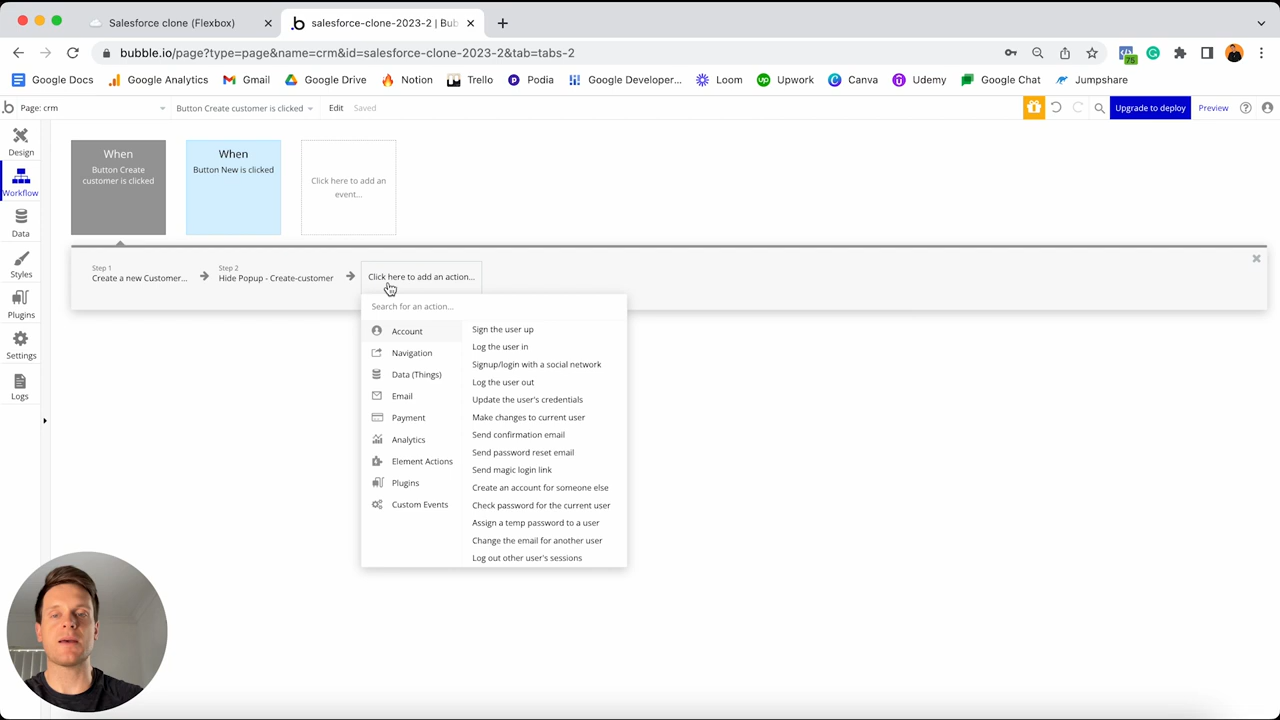 Salesforce clone (Flexbox)
salesforce-clone-2023-2 | Bub
bubble.io/page?type=page&name=crm&id=salesforce-clone-2023-2&tab=tabs-2
75
Google Docs
Google Analytics
Gmail
Google Drive
Notion
Trello
Podia
Google Developer...
Loom
Upwork
Canva
Udemy
Google Chat
Jumpshare
Page: crm
Button Create customer is clicked
Edit
Saved
Upgrade to deploy
Preview
Design
Workflow
Data
Styles
Plugins
Settings
Logs
When
Button Create
customer is clicked
When
Button New is clicked
Click here to add an
event...
Step 1
Create a new Customer...
Step 2
Hide Popup - Create-customer
Click here to add an action...
Search for an action...
Account
Navigation
Data (Things)
Email
Payment
Analytics
Element Actions
Plugins
Custom Events
Sign the user up
Log the user in
Signup/login with a social network
Log the user out
Update the user's credentials
Make changes to current user
Send confirmation email
Send password reset email
Send magic login link
Create an account for someone else
Check password for the current user
Assign a temp password to a user
Change the email for another user
Log out other user's sessions